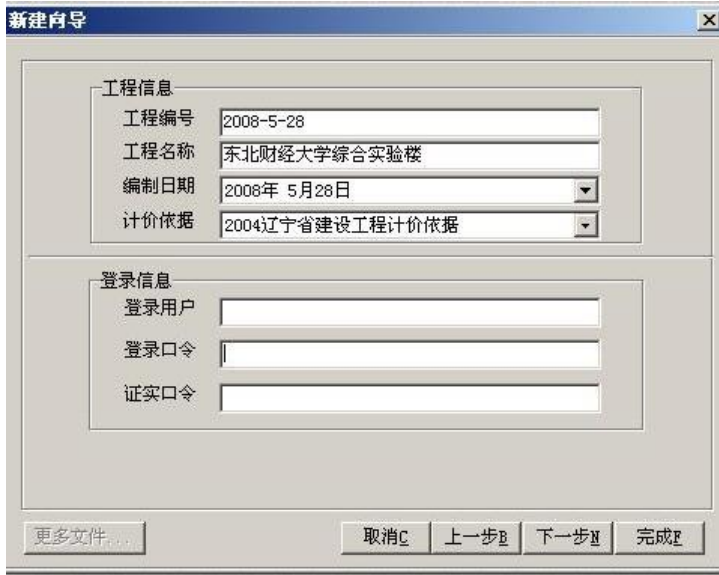 新建向导
工程信息
工程编号 2008-5-28
工程名称 东北财经大学综合实验楼
编制日期 2008年 5月28日
计价依据 2004辽宁省建设工程计价依据
登录信息
登录用户
登录口令
证实口令
更多文件... 取消C 上一步B 下一步N 完成F